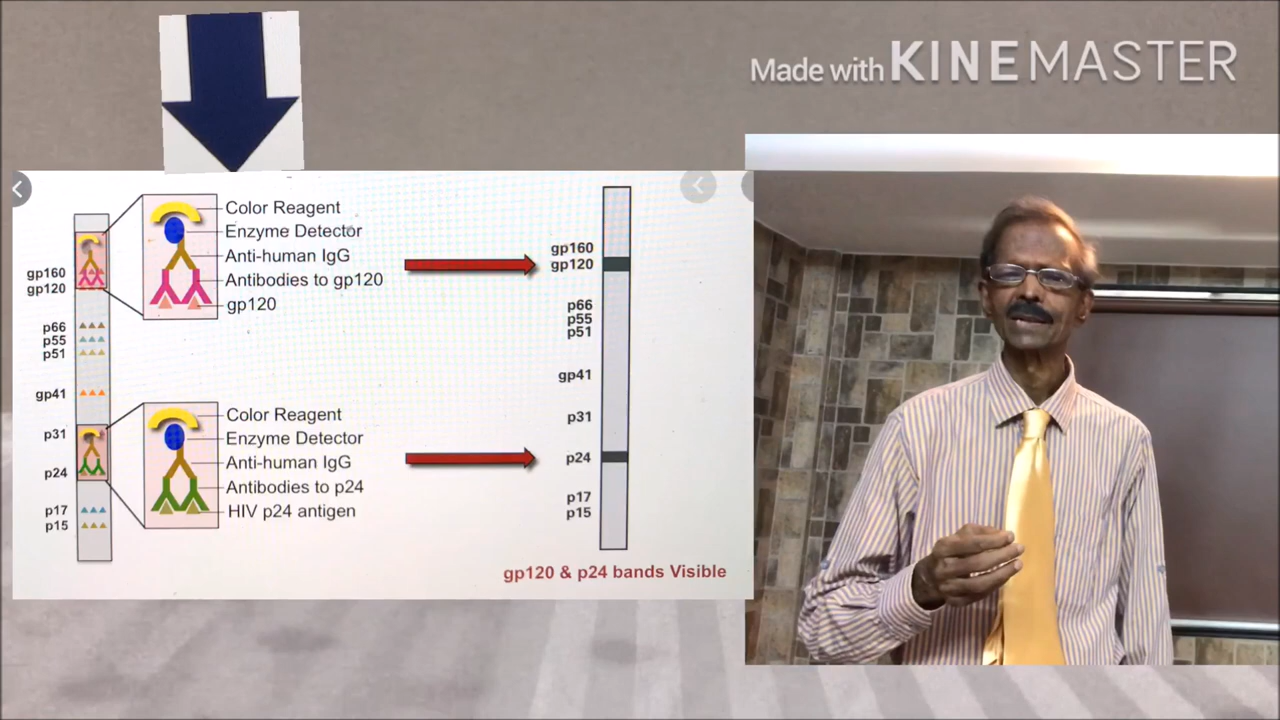 Made with KINEMASTER
Color Reagent
Enzyme Detector
Anti-human IgG
Antibodies to gp120
gp120
gp160
gp120
p66
p55
p51
gp41
p31
p24
p17
p15
Color Reagent
Enzyme Detector
Anti-human IgG
Antibodies to p24
HIV p24 antigen
gp160
gp120
p66
p55
p51
gp41
p31
p24
p17
p15
gp120 & p24 bands Visible